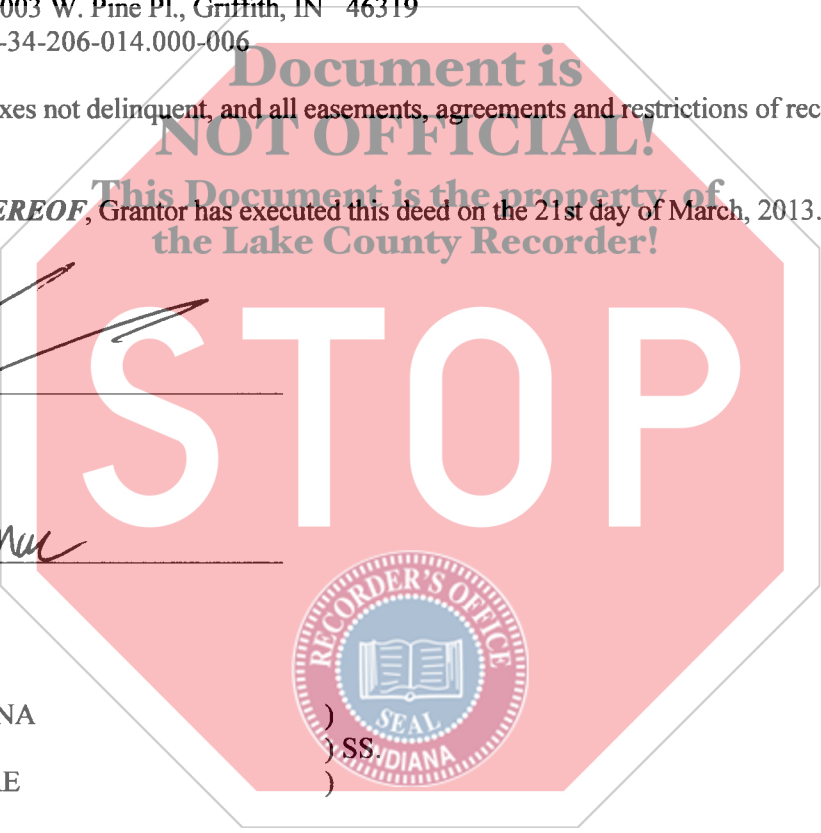 003 W. Pine Pl., Griffith, IN 46319
-34-206-014.000-006
Document is
xes not delinquent, and all easements, agreements and restrictions of rec
NOT OFFICIAL!
This Document is the property of
EREOF, Grantor has executed this deed on the 21st day of March, 2013.
the Lake County Recorder!
STOP
RECORDER'S OFFICE
SEAL
INDIANA
NA )
) SS.
E )